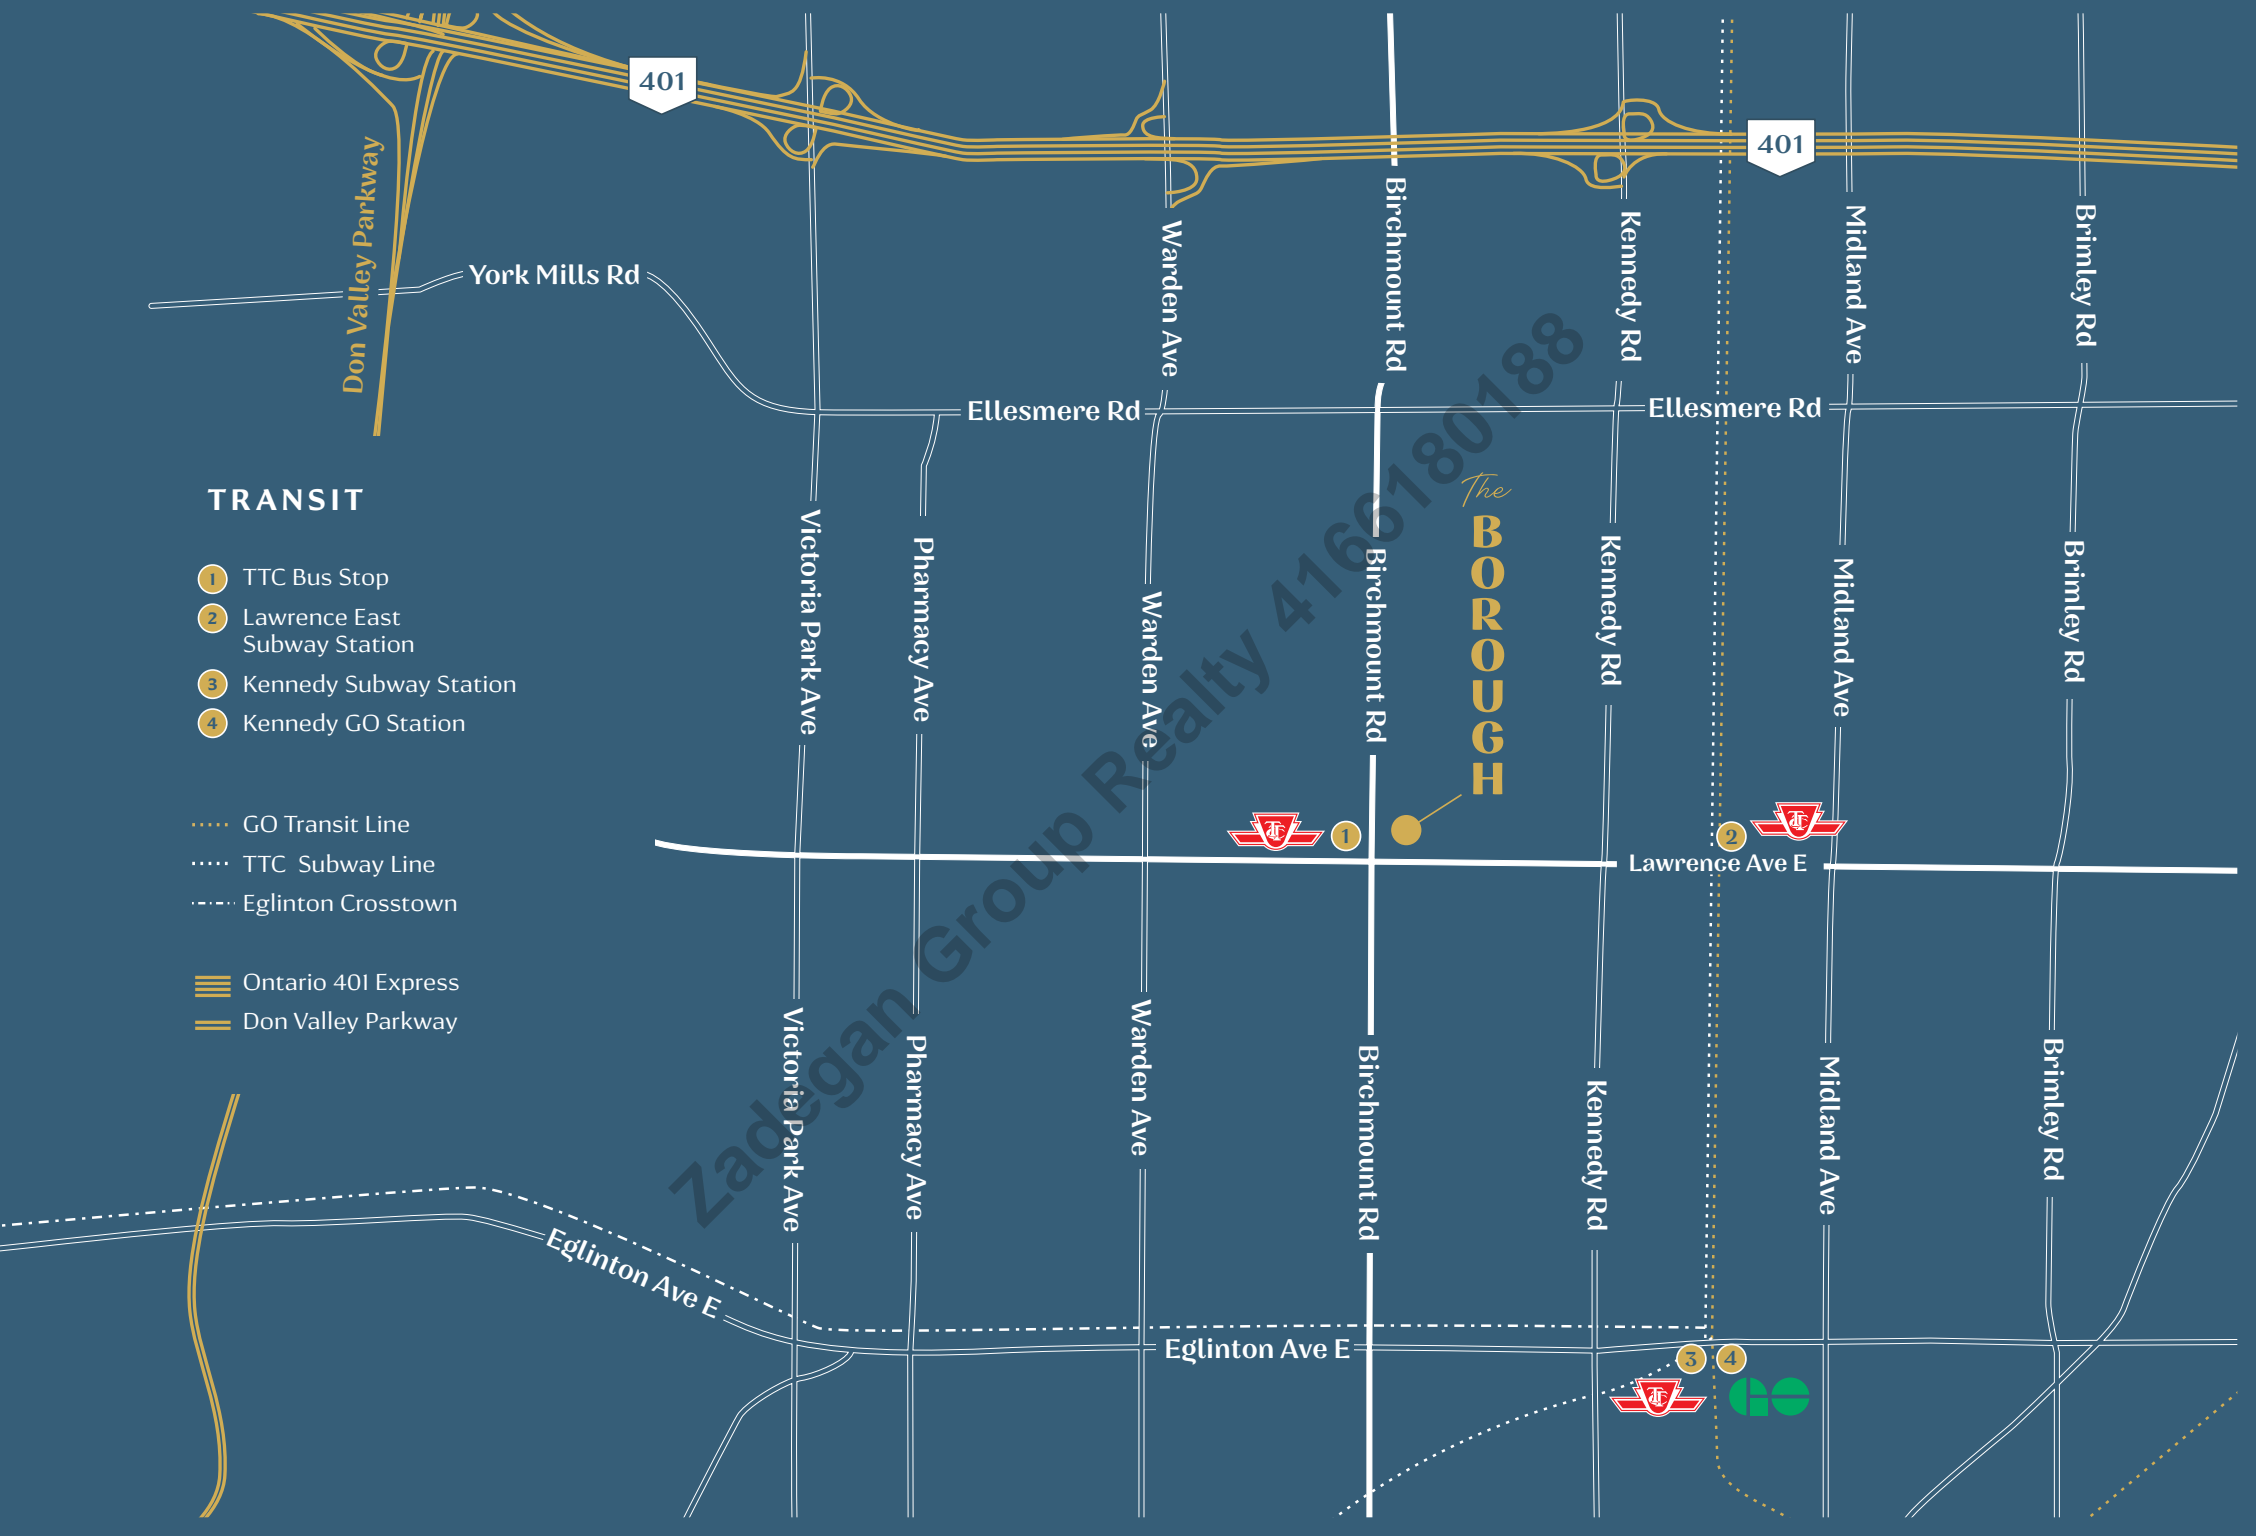 401
401
Don Valley Parkway
York Mills Rd
Warden Ave
Birchmount Rd
Kennedy Rd
Midland Ave
Brimley Rd
Ellesmere Rd
Ellesmere Rd
TRANSIT
1 TTC Bus Stop
2 Lawrence East
Subway Station
3 Kennedy Subway Station
4 Kennedy GO Station
GO Transit Line
TTC Subway Line
Eglinton Crosstown
Ontario 401 Express
Don Valley Parkway
Victoria Park Ave
Pharmacy Ave
Warden Ave
Birchmount Rd
The
BOROUGH
Kennedy Rd
Midland Ave
Brimley Rd
TTC
1
2
TTC
Lawrence Ave E
Zadegan Group Realty 4166180188
Victoria Park Ave
Pharmacy Ave
Warden Ave
Birchmount Rd
Kennedy Rd
Midland Ave
Brimley Rd
Eglinton Ave E
Eglinton Ave E
3
4
TTC
GO